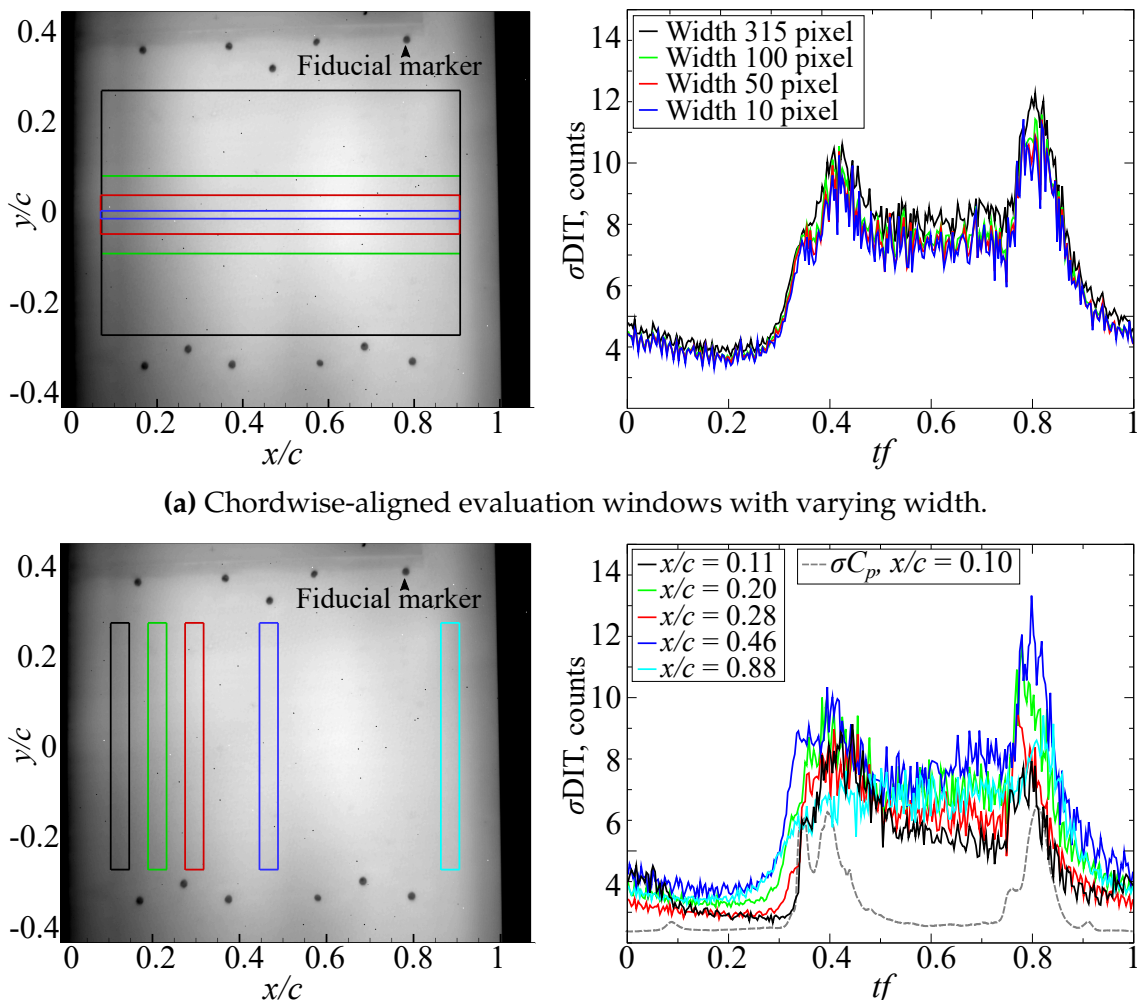 0.4
0.2
0
-0.2
-0.4
y/c
Fiducial marker
0 0.2 0.4 0.6 0.8 1
x/c
14
12
10
8
6
4
σDIT, counts
Width 315 pixel
Width 100 pixel
Width 50 pixel
Width 10 pixel
0 0.2 0.4 0.6 0.8 1
tf
(a) Chordwise-aligned evaluation windows with varying width.
0.4
0.2
0
-0.2
-0.4
y/c
Fiducial marker
0 0.2 0.4 0.6 0.8 1
x/c
14
12
10
8
6
4
σDIT, counts
x/c = 0.11
x/c = 0.20
x/c = 0.28
x/c = 0.46
x/c = 0.88
σCp, x/c = 0.10
0 0.2 0.4 0.6 0.8 1
tf